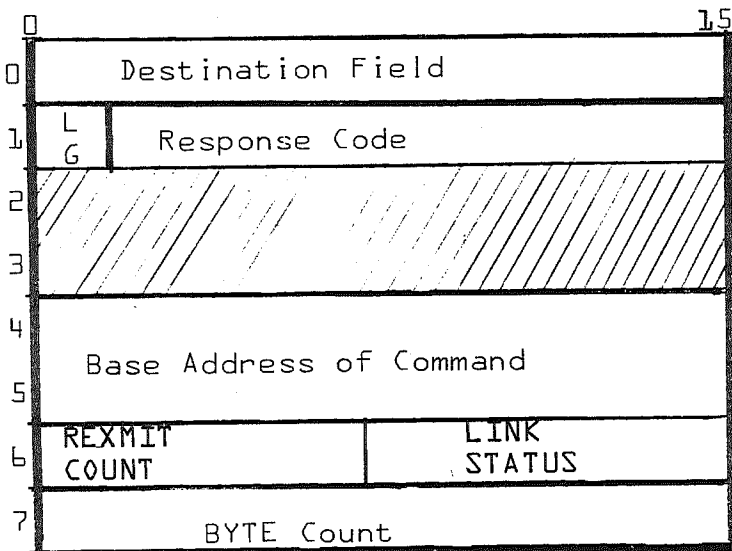 0 15
0 Destination Field
1 L G Response Code
2
3
4
Base Address of Command
5
6 REXMIT COUNT LINK STATUS
7 BYTE Count